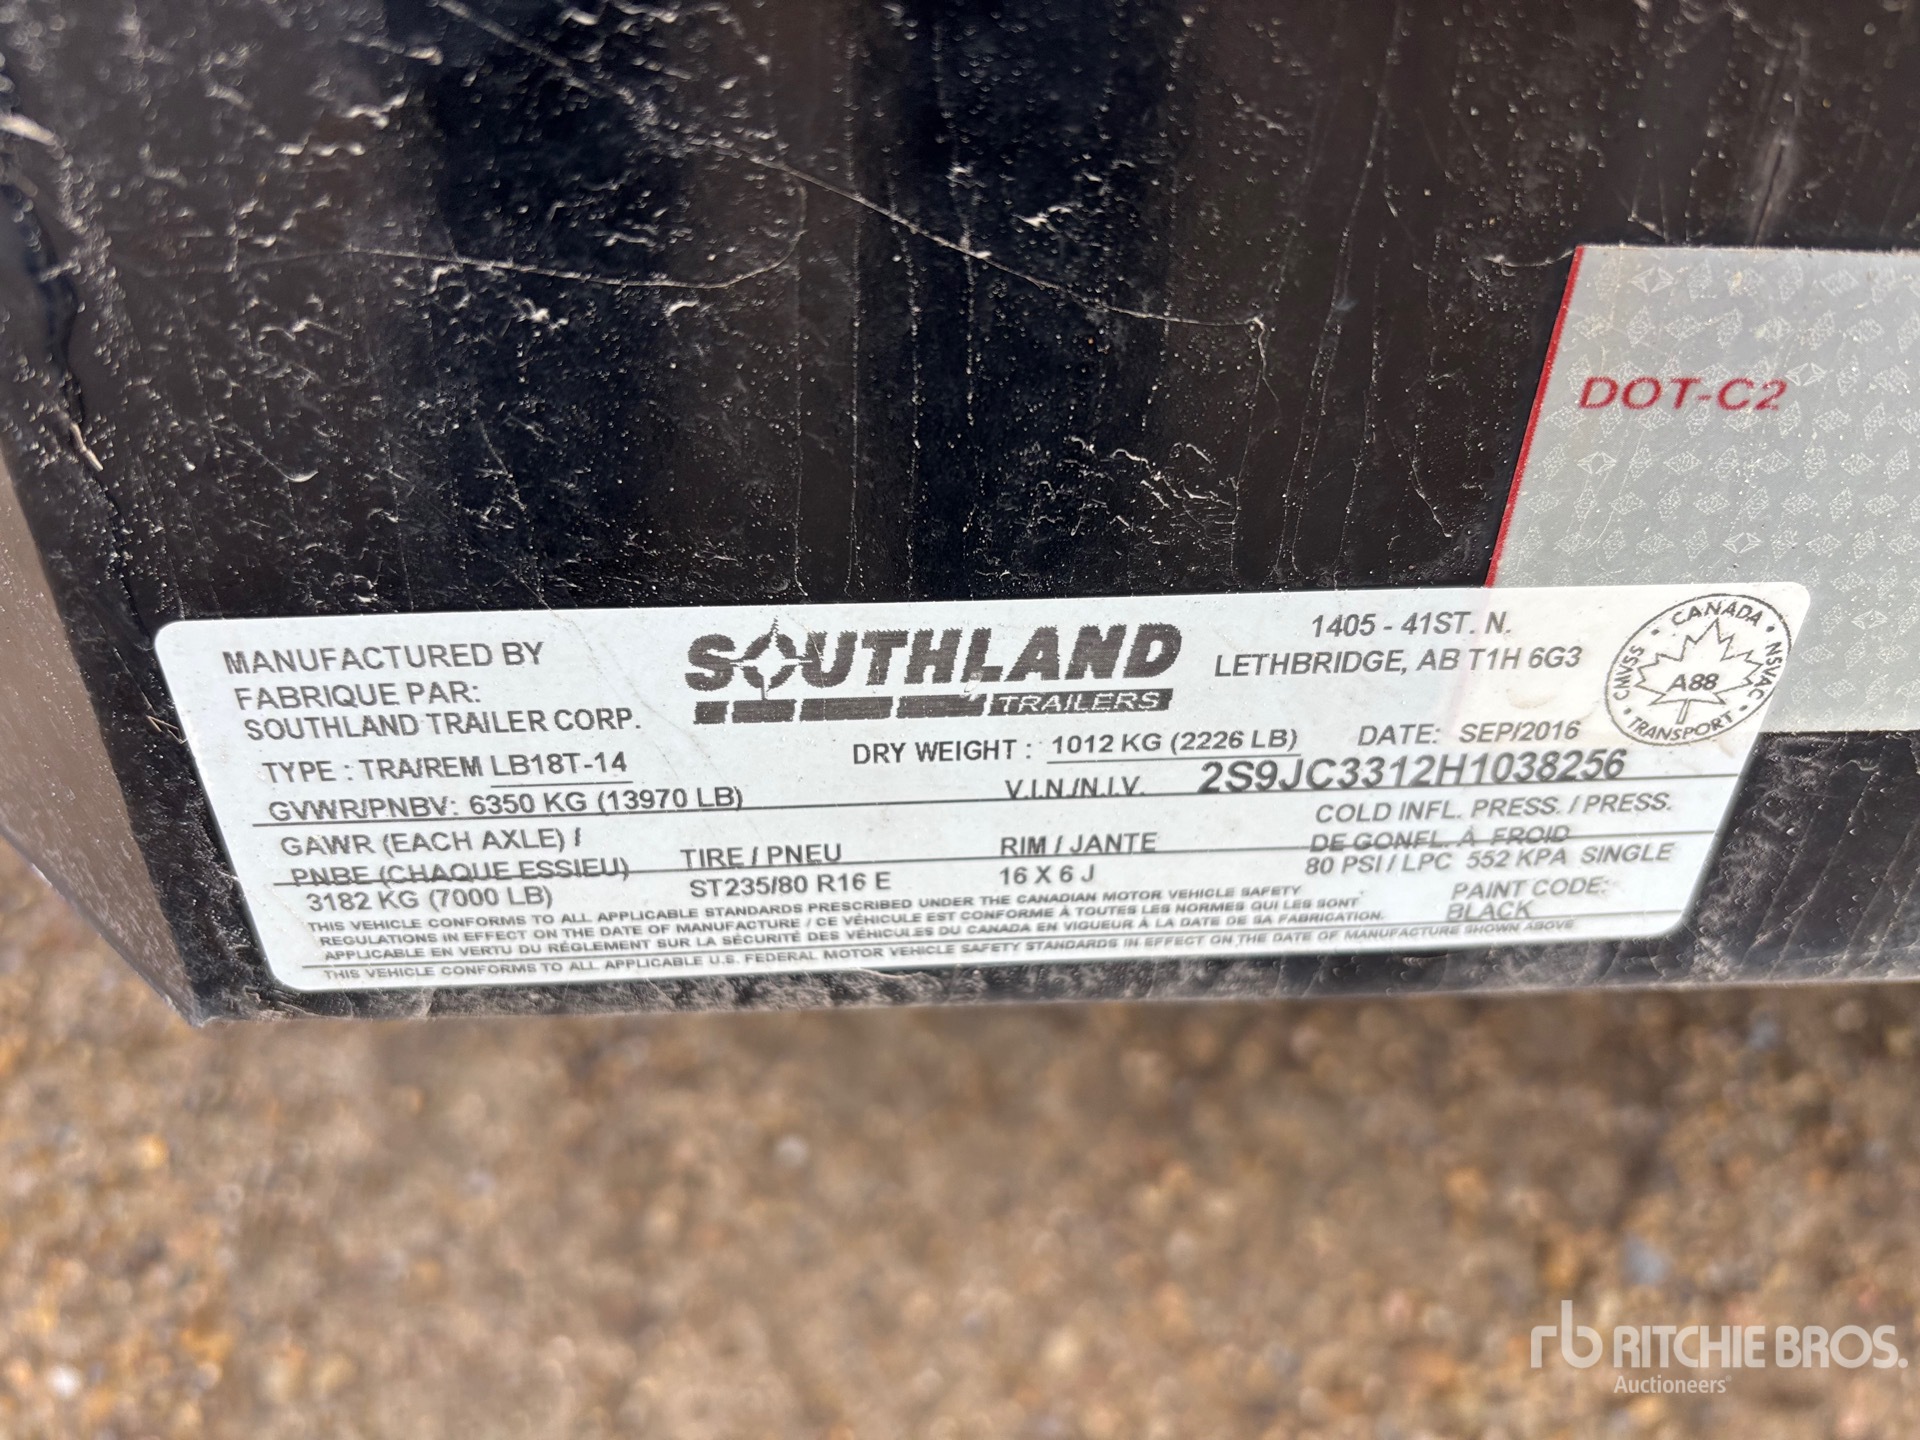 DOT-C2
MANUFACTURED BY
FABRIQUE PAR:
SOUTHLAND TRAILER CORP.
SOUTHLAND
TRAILERS
1405 - 41ST. N.
LETHBRIDGE, AB T1H 6G3
CANADA
NSVAC
TRANSPORT
CMVSS
A88
TYPE : TRA/REM LB18T-14
DRY WEIGHT : 1012 KG (2226 LB)
DATE: SEP/2016
GVWR/PNBV: 6350 KG (13970 LB)
V.I.N./N.I.V. 2S9JC3312H1038256
GAWR (EACH AXLE) /
PNBE (CHAQUE ESSIEU)
3182 KG (7000 LB)
TIRE / PNEU
ST235/80 R16 E
RIM / JANTE
16 X 6 J
COLD INFL. PRESS. / PRESS.
DE GONFL. À FROID
80 PSI / LPC 552 KPA SINGLE
PAINT CODE:
BLACK
THIS VEHICLE CONFORMS TO ALL APPLICABLE STANDARDS PRESCRIBED UNDER THE CANADIAN MOTOR VEHICLE SAFETY
REGULATIONS IN EFFECT ON THE DATE OF MANUFACTURE / CE VÉHICULE EST CONFORME À TOUTES LES NORMES QUI LES SONT
APPLICABLE EN VERTU DU RÉGLEMENT SUR LA SÉCURITÉ DES VÉHICULES DU CANADA EN VIGUEUR À LA DATE DE SA FABRICATION.
THIS VEHICLE CONFORMS TO ALL APPLICABLE U.S. FEDERAL MOTOR VEHICLE SAFETY STANDARDS IN EFFECT ON THE DATE OF MANUFACTURE SHOWN ABOVE
rb RITCHIE BROS.
Auctioneers